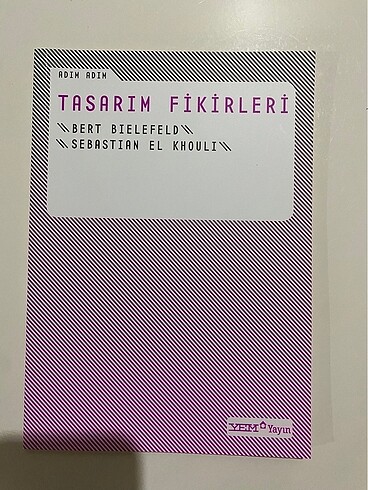 ADIM ADIM
TASARIM FİKİRLERİ
\\BERT BIELEFELD\\
\\SEBASTIAN EL KHOULI\\
YEM Yayın